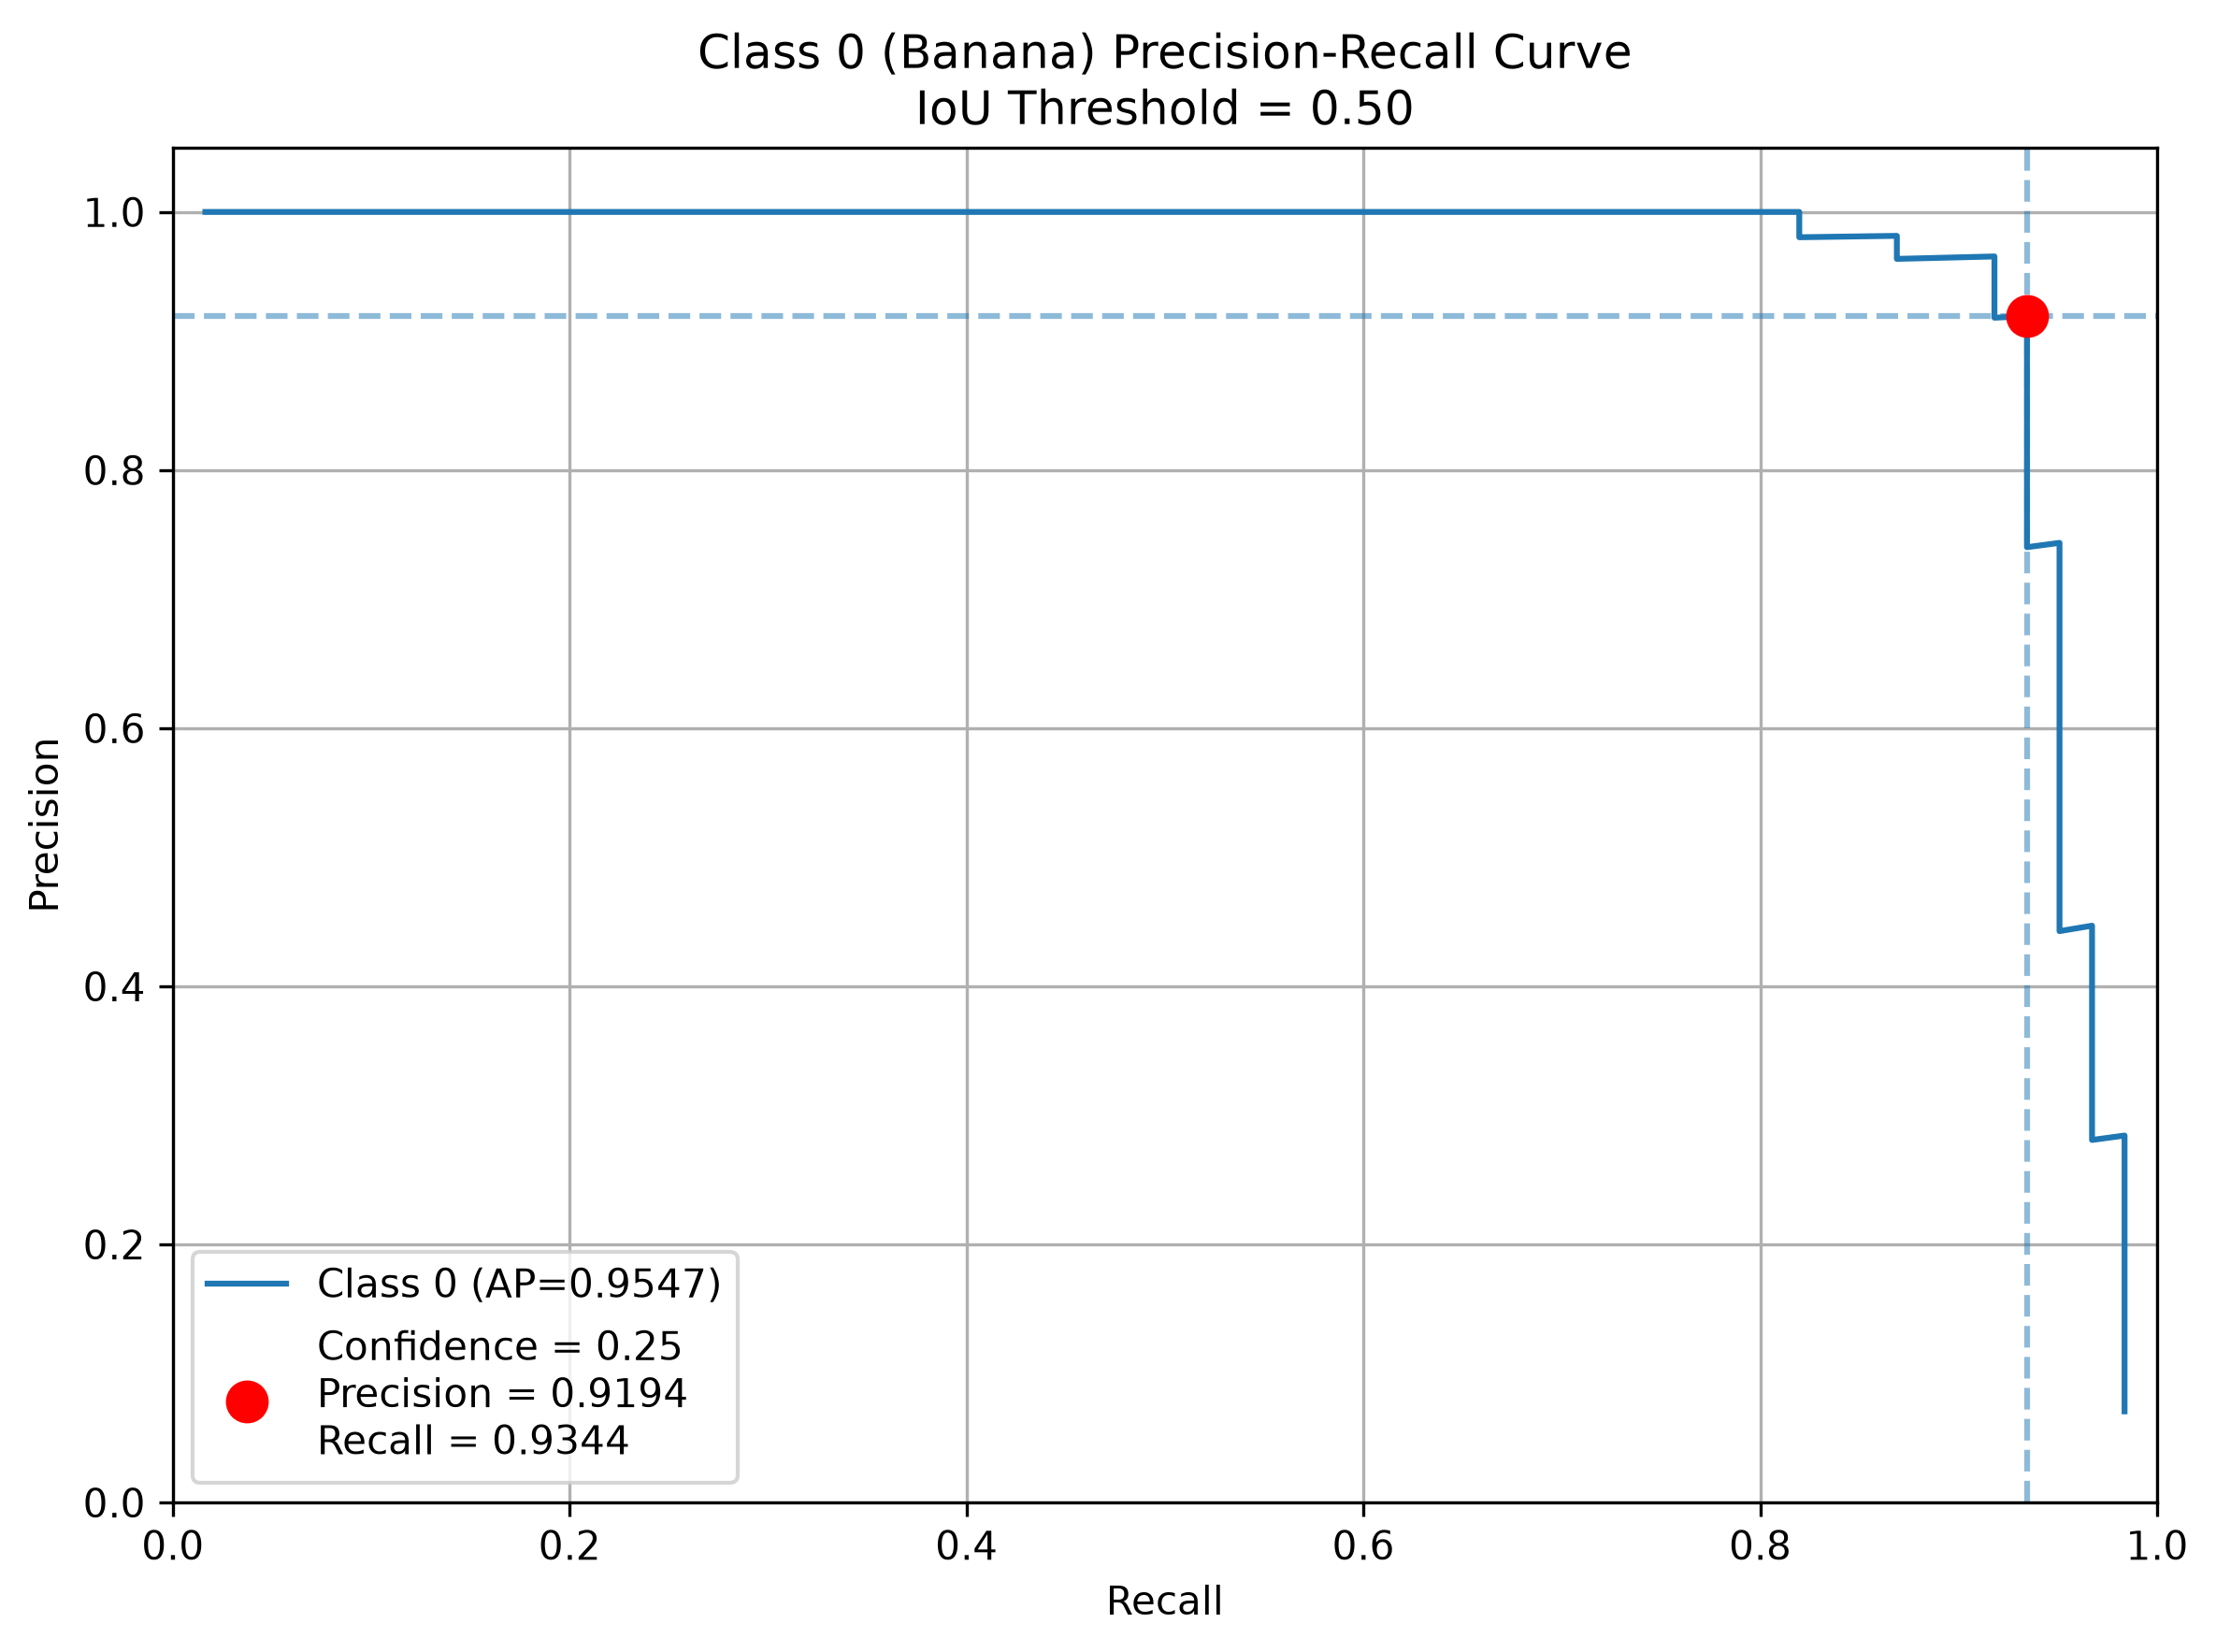 Class 0 (Banana) Precision-Recall Curve
IoU Threshold = 0.50
1.0
0.8
0.6
0.4
0.2
0.0
Precision
Class 0 (AP=0.9547)
Confidence = 0.25
Precision = 0.9194
Recall = 0.9344
0.0 0.2 0.4 0.6 0.8 1.0
Recall